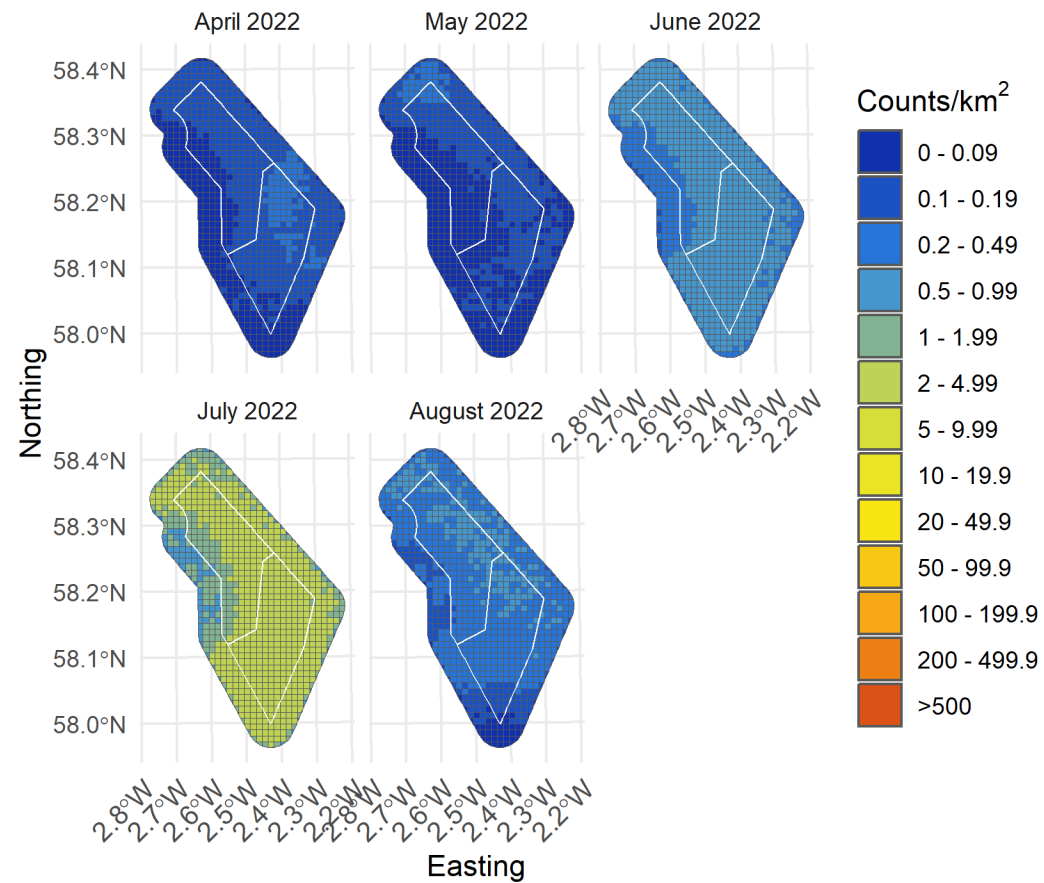 April 2022
May 2022
June 2022
58.4°N
58.3°N
58.2°N
58.1°N
58.0°N
2.8°W
2.7°W
2.6°W
2.5°W
2.4°W
2.3°W
2.2°W
July 2022
August 2022
58.4°N
58.3°N
58.2°N
58.1°N
58.0°N
2.8°W
2.7°W
2.6°W
2.5°W
2.4°W
2.3°W
2.2°W
2.8°W
2.7°W
2.6°W
2.5°W
2.4°W
2.3°W
2.2°W
Northing
Easting
Counts/km²
0 - 0.09
0.1 - 0.19
0.2 - 0.49
0.5 - 0.99
1 - 1.99
2 - 4.99
5 - 9.99
10 - 19.9
20 - 49.9
50 - 99.9
100 - 199.9
200 - 499.9
>500